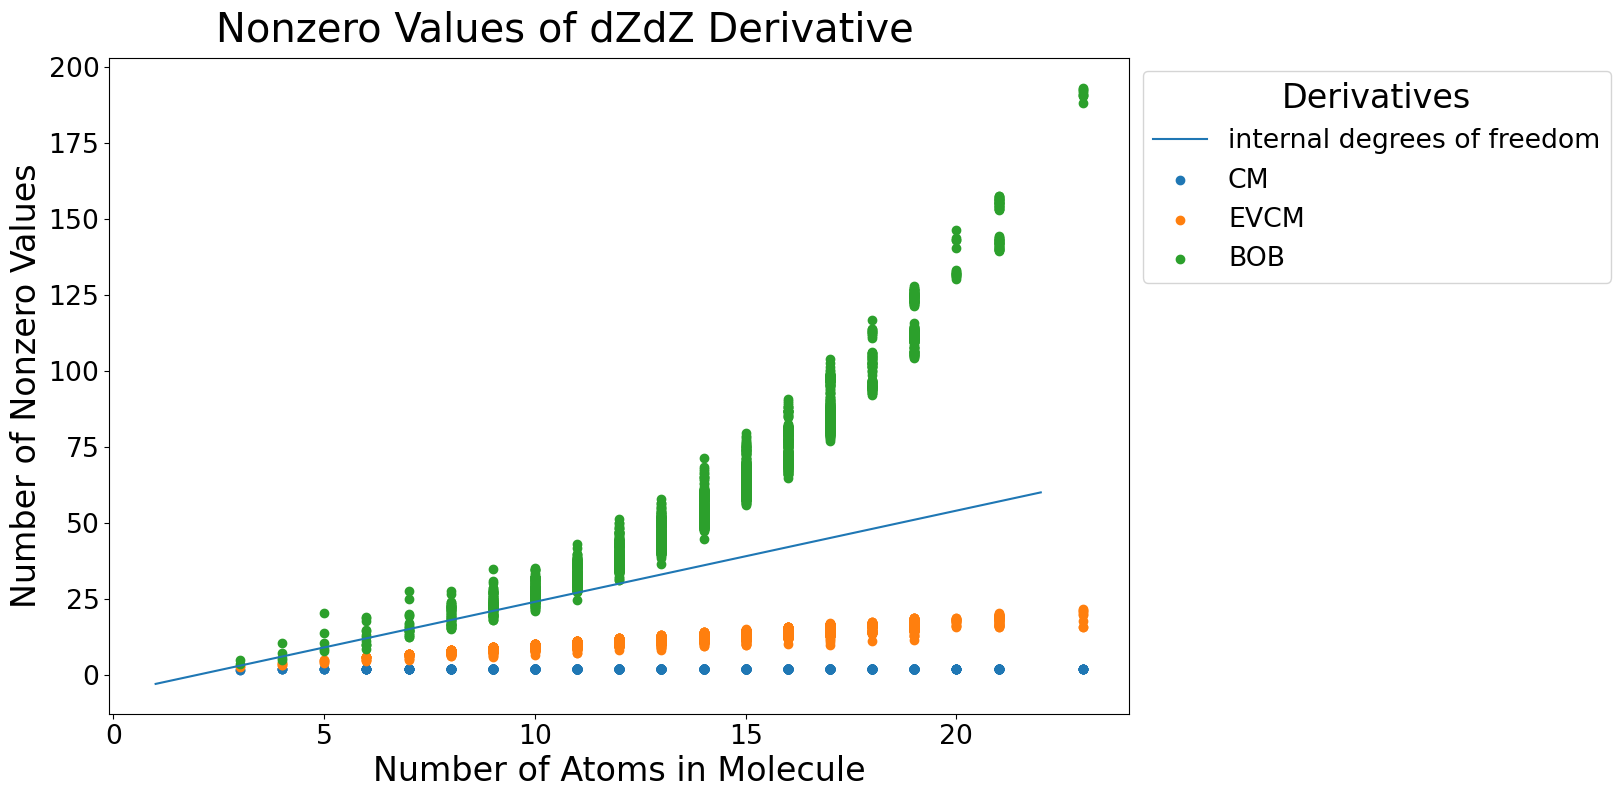 Nonzero Values of dZdZ Derivative
Number of Nonzero Values
200
175
150
125
100
75
50
25
0
0 5 10 15 20
Number of Atoms in Molecule
Derivatives
internal degrees of freedom
CM
EVCM
BOB